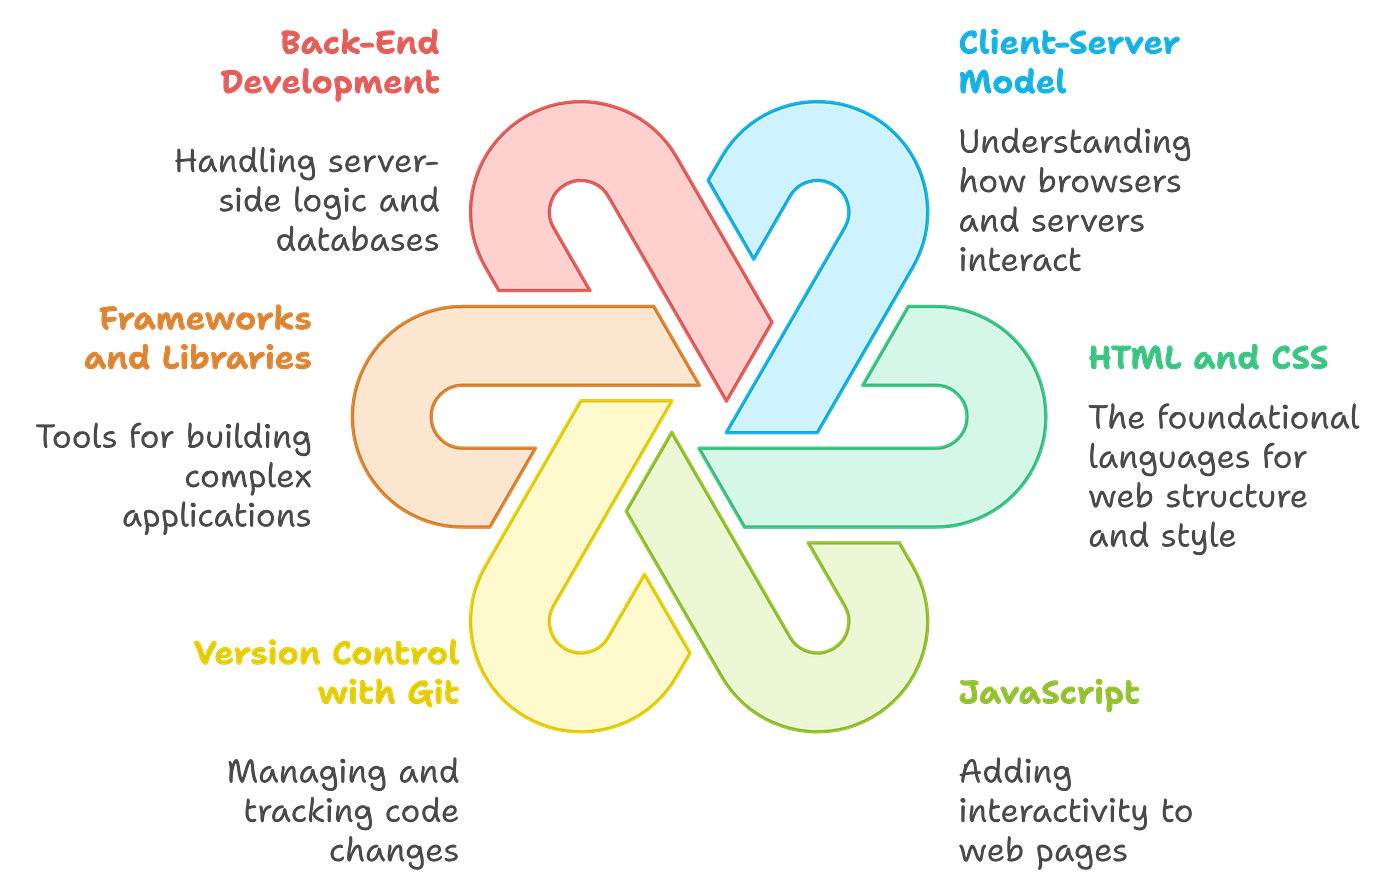 Back-End
Development
Handling server-
side logic and
databases
Client-Server
Model
Understanding
how browsers
and servers
interact
Frameworks
and Libraries
Tools for building
complex
applications
HTML and CSS
The foundational
languages for
web structure
and style
Version Control
with Git
Managing and
tracking code
changes
JavaScript
Adding
interactivity to
web pages